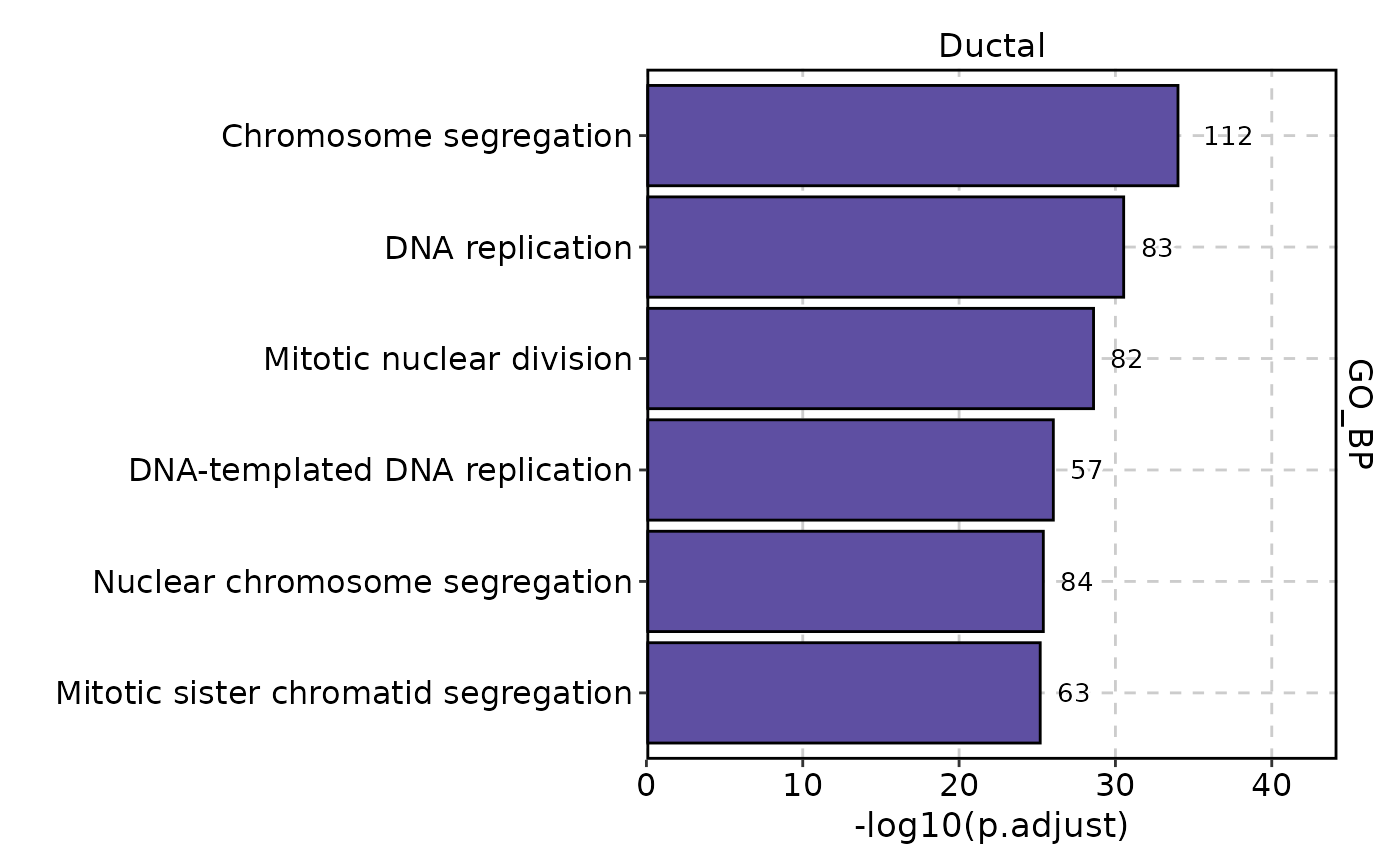 Ductal
Chromosome segregation
112
DNA replication
83
Mitotic nuclear division
82
DNA-templated DNA replication
57
Nuclear chromosome segregation
84
Mitotic sister chromatid segregation
63
GO_BP
0 10 20 30 40
-log10(p.adjust)